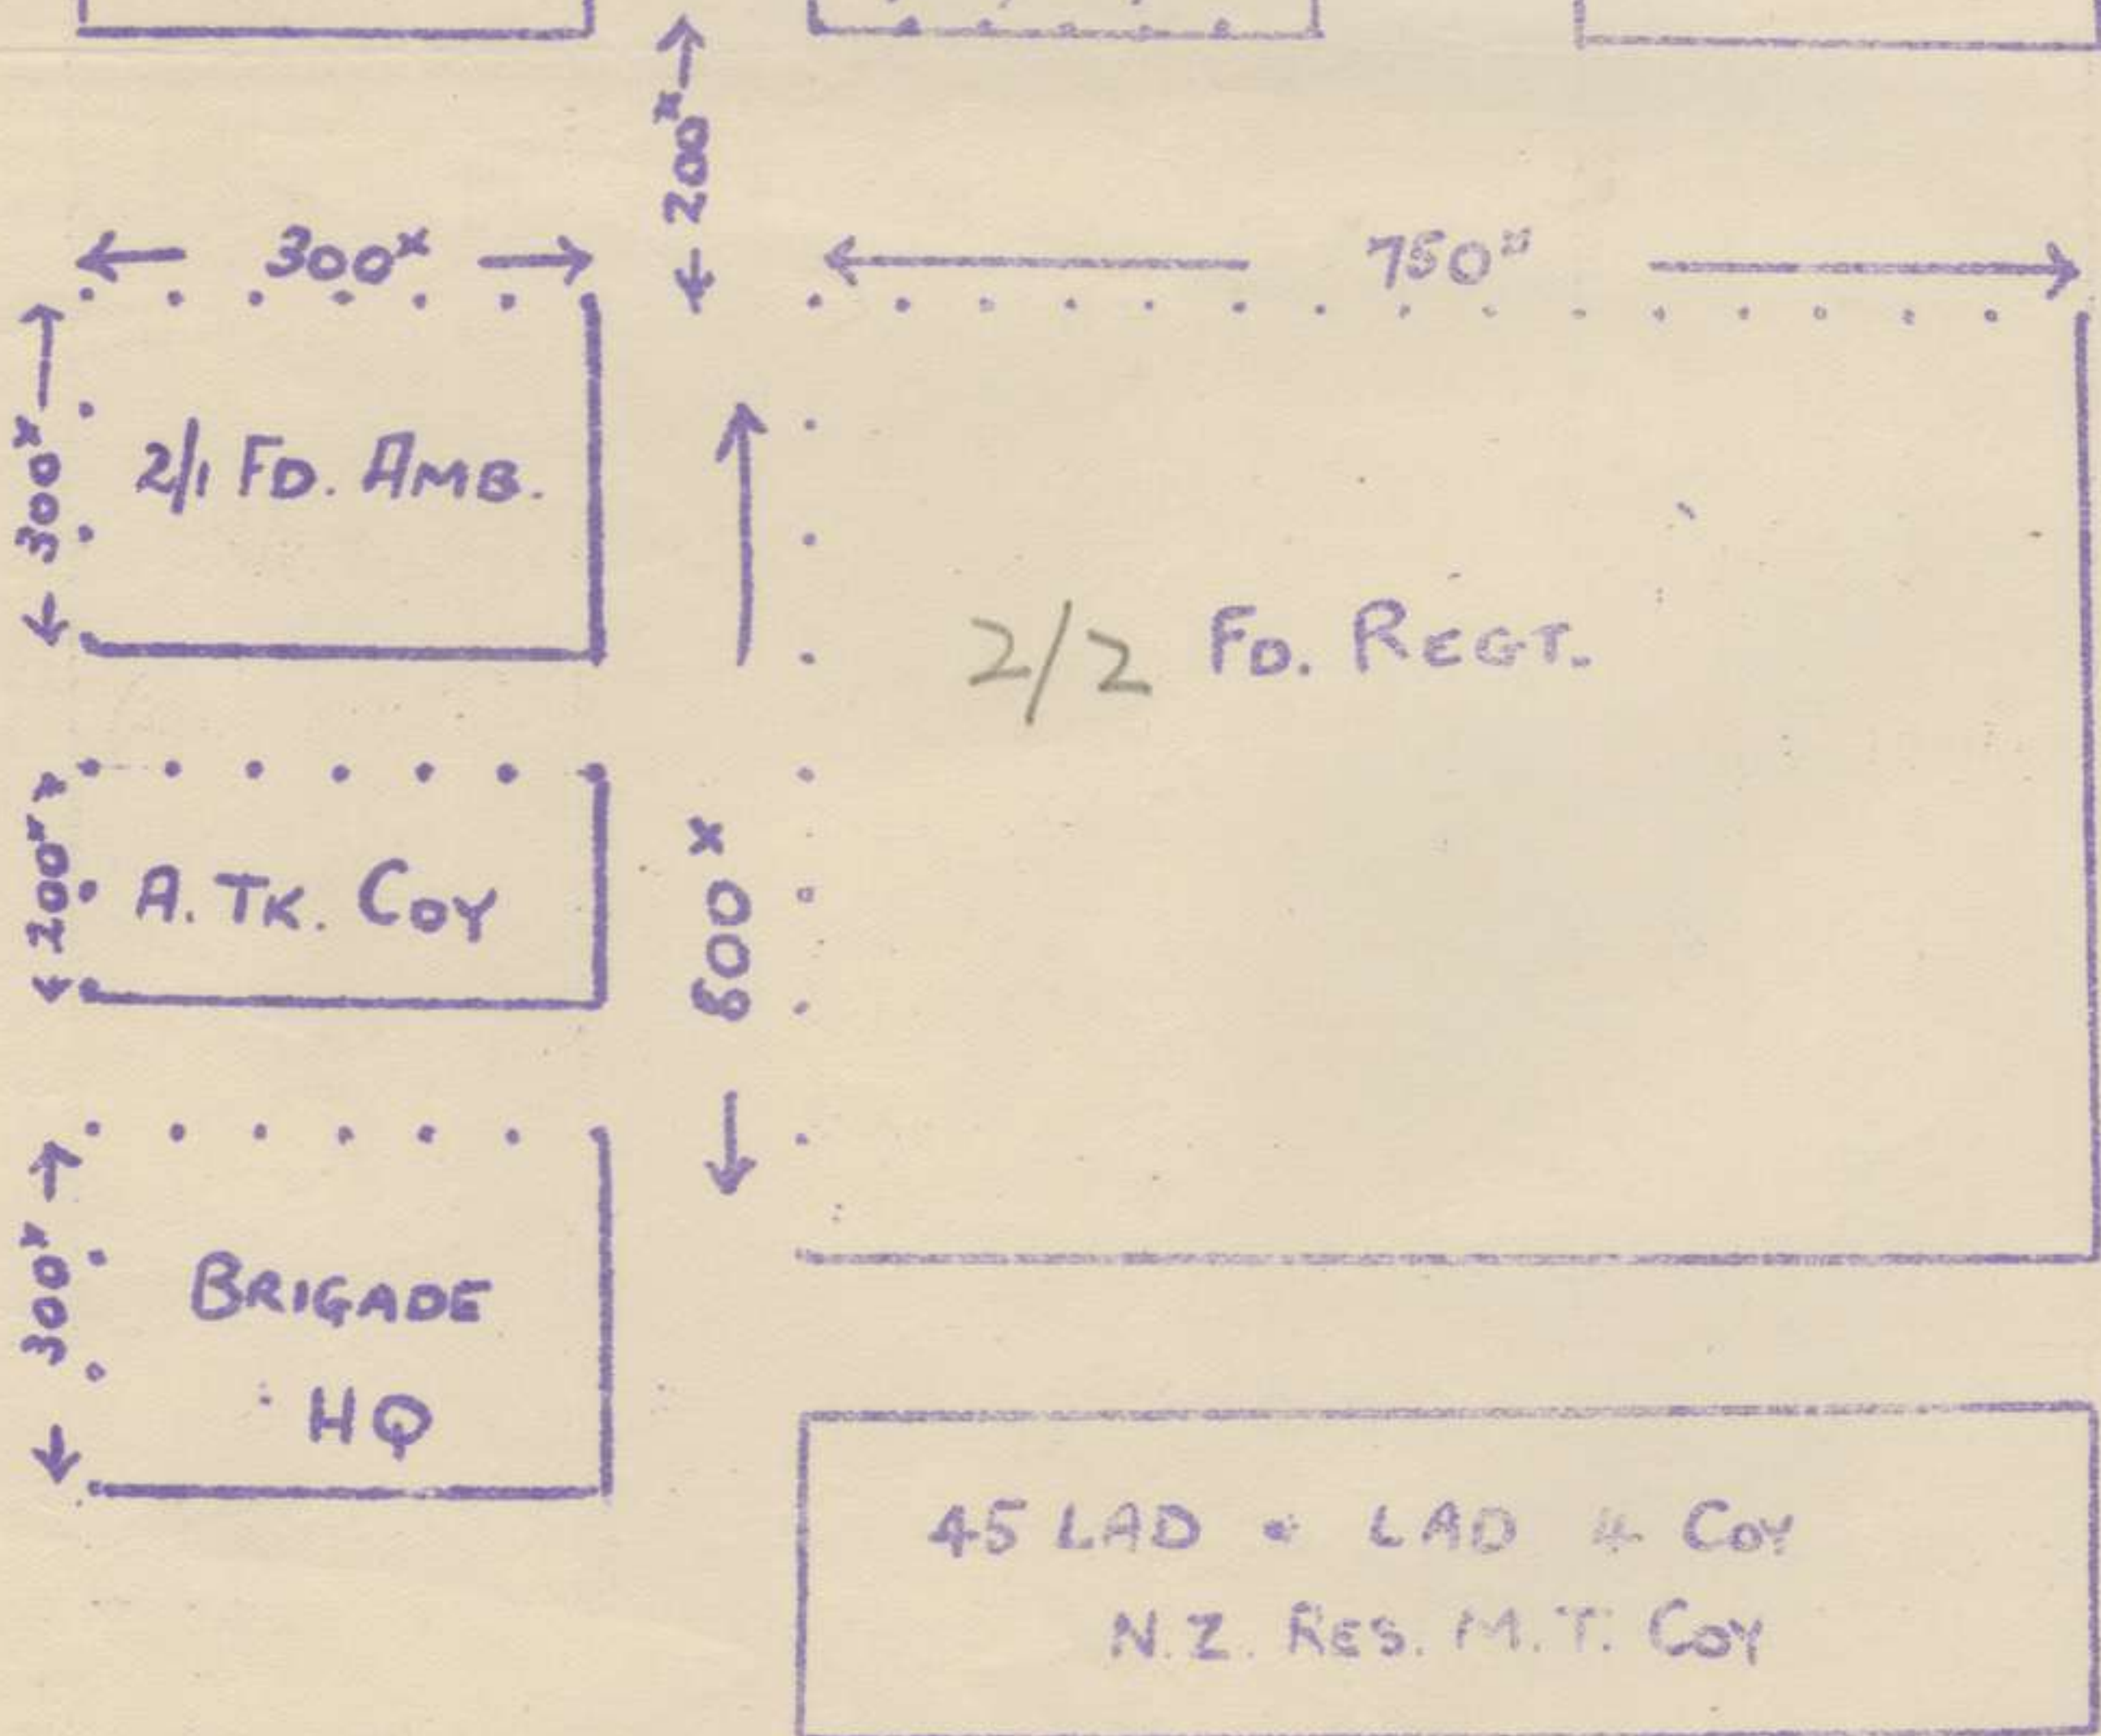 200ˣ
300ˣ
750ˣ
300ˣ
2/1 FD. AMB.
2/2 FD. REGT.
200ˣ
A. TK. COY
800ˣ
300ˣ
BRIGADE
HQ
45 LAD • LAD 4 COY
N.Z. RES. M.T. COY